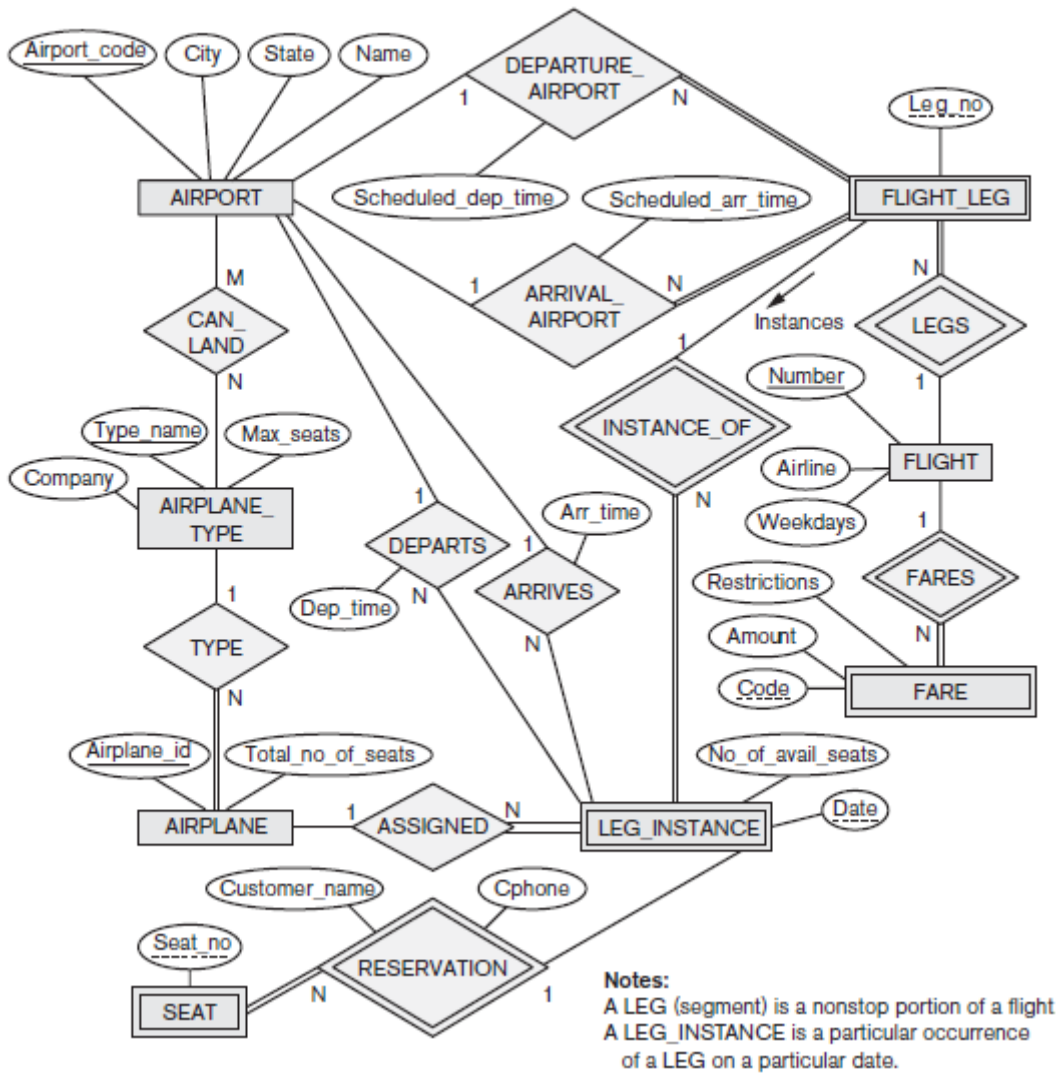 Airport_code
City
State
Name
DEPARTURE_
AIRPORT
1
N
Leg_no
Scheduled_dep_time
Scheduled_arr_time
AIRPORT
FLIGHT_LEG
M
1
ARRIVAL_
AIRPORT
N
N
CAN_
LAND
Instances
LEGS
1
1
N
Number
INSTANCE_OF
Type_name
Max_seats
FLIGHT
Company
Airline
AIRPLANE_
TYPE
1
Arr_time
N
Weekdays
1
DEPARTS
1
1
Restrictions
FARES
Dep_time
N
ARRIVES
TYPE
Amount
N
N
N
Code
FARE
Airplane_id
Total_no_of_seats
No_of_avail_seats
AIRPLANE
1
ASSIGNED
N
LEG_INSTANCE
Date
Customer_name
Cphone
Seat_no
RESERVATION
SEAT
N
1
Notes:
A LEG (segment) is a nonstop portion of a flight
A LEG_INSTANCE is a particular occurrence
of a LEG on a particular date.